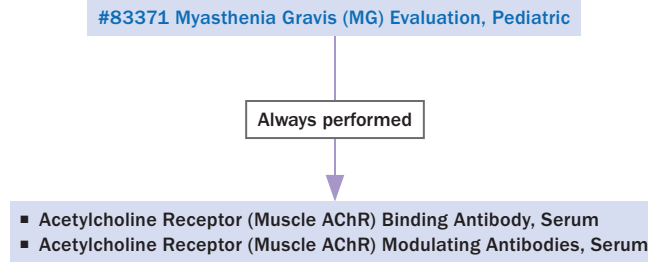 #83371 Myasthenia Gravis (MG) Evaluation, Pediatric
Always performed
▪ Acetylcholine Receptor (Muscle AChR) Binding Antibody, Serum
▪ Acetylcholine Receptor (Muscle AChR) Modulating Antibodies, Serum